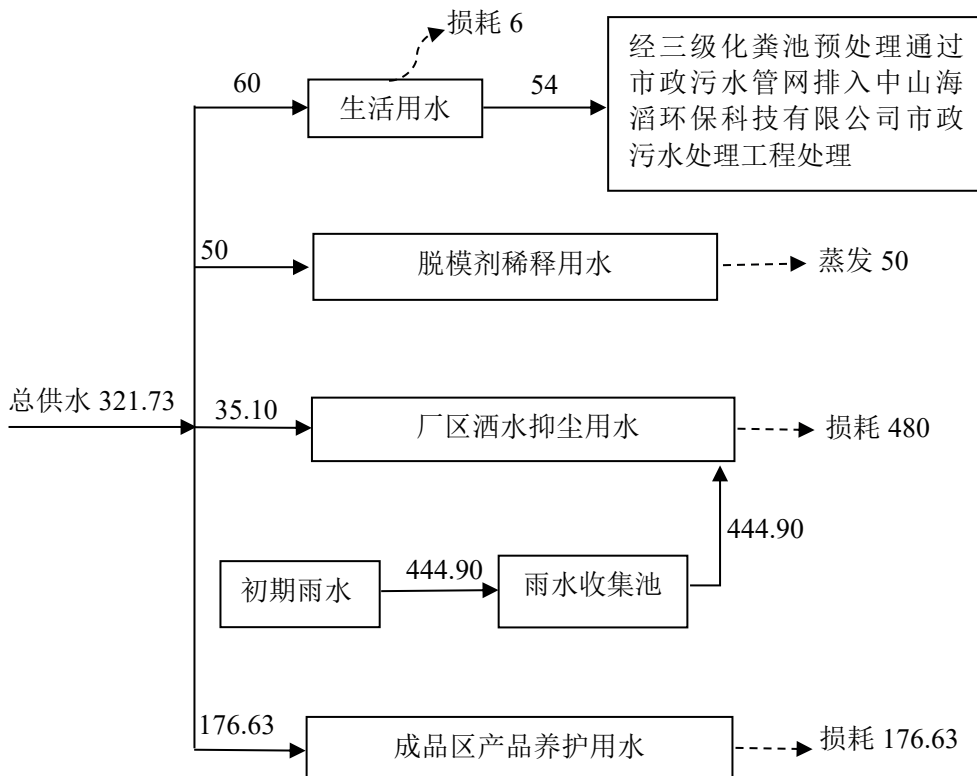 损耗 6
60
生活用水
54
经三级化粪池预处理通过
市政污水管网排入中山海
滔环保科技有限公司市政
污水处理工程处理
50
脱模剂稀释用水
蒸发 50
总供水 321.73
35.10
厂区洒水抑尘用水
损耗 480
444.90
初期雨水
444.90
雨水收集池
176.63
成品区产品养护用水
损耗 176.63